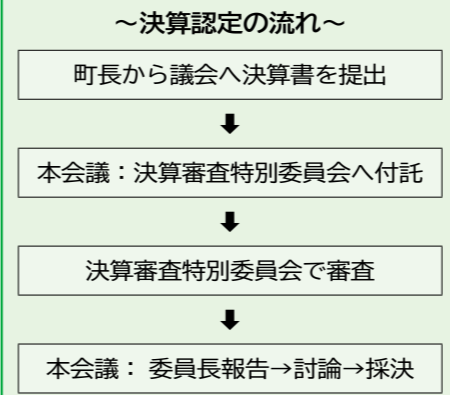 ～決算認定の流れ～
町長から議会へ決算書を提出
⬇
本会議：決算審査特別委員会へ付託
⬇
決算審査特別委員会で審査
⬇
本会議： 委員長報告→討論→採決